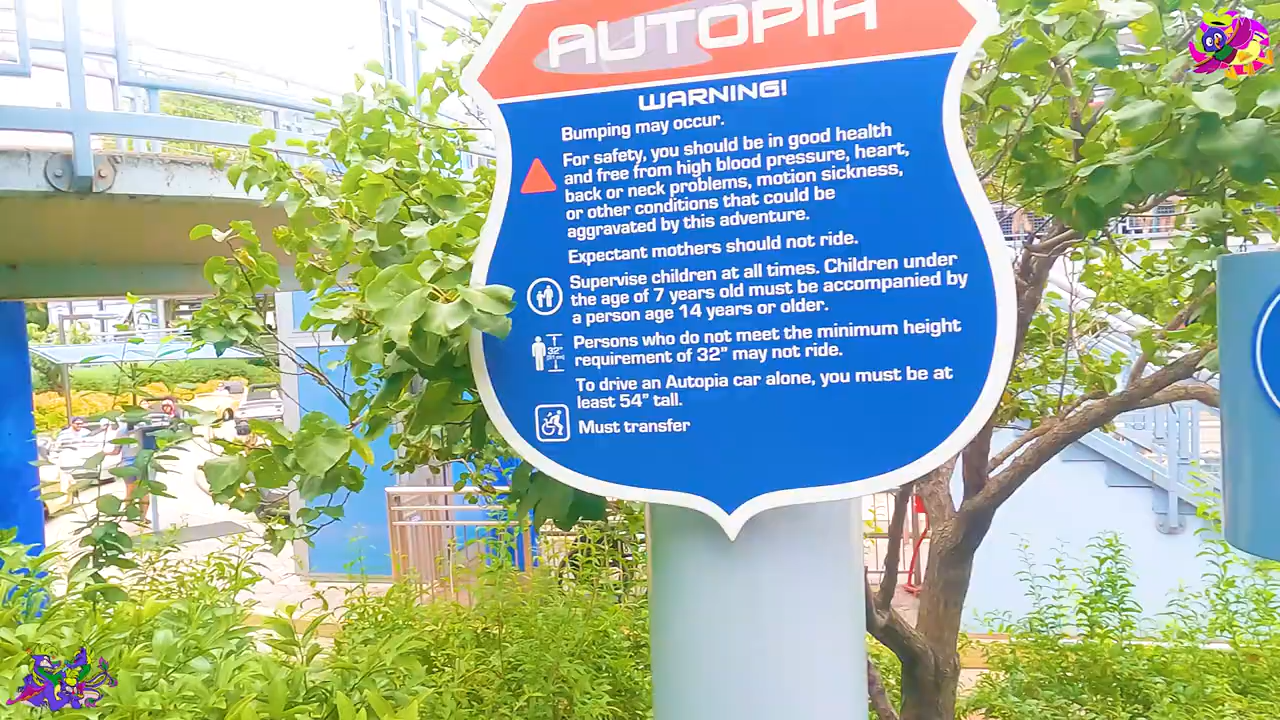 AUTOPIA
WARNING!
Bumping may occur.
For safety, you should be in good health
and free from high blood pressure, heart,
back or neck problems, motion sickness,
or other conditions that could be
aggravated by this adventure.
Expectant mothers should not ride.
Supervise children at all times. Children under
the age of 7 years old must be accompanied by
a person age 14 years or older.
32"
Persons who do not meet the minimum height
requirement of 32" may not ride.
To drive an Autopia car alone, you must be at
least 54" tall.
Must transfer